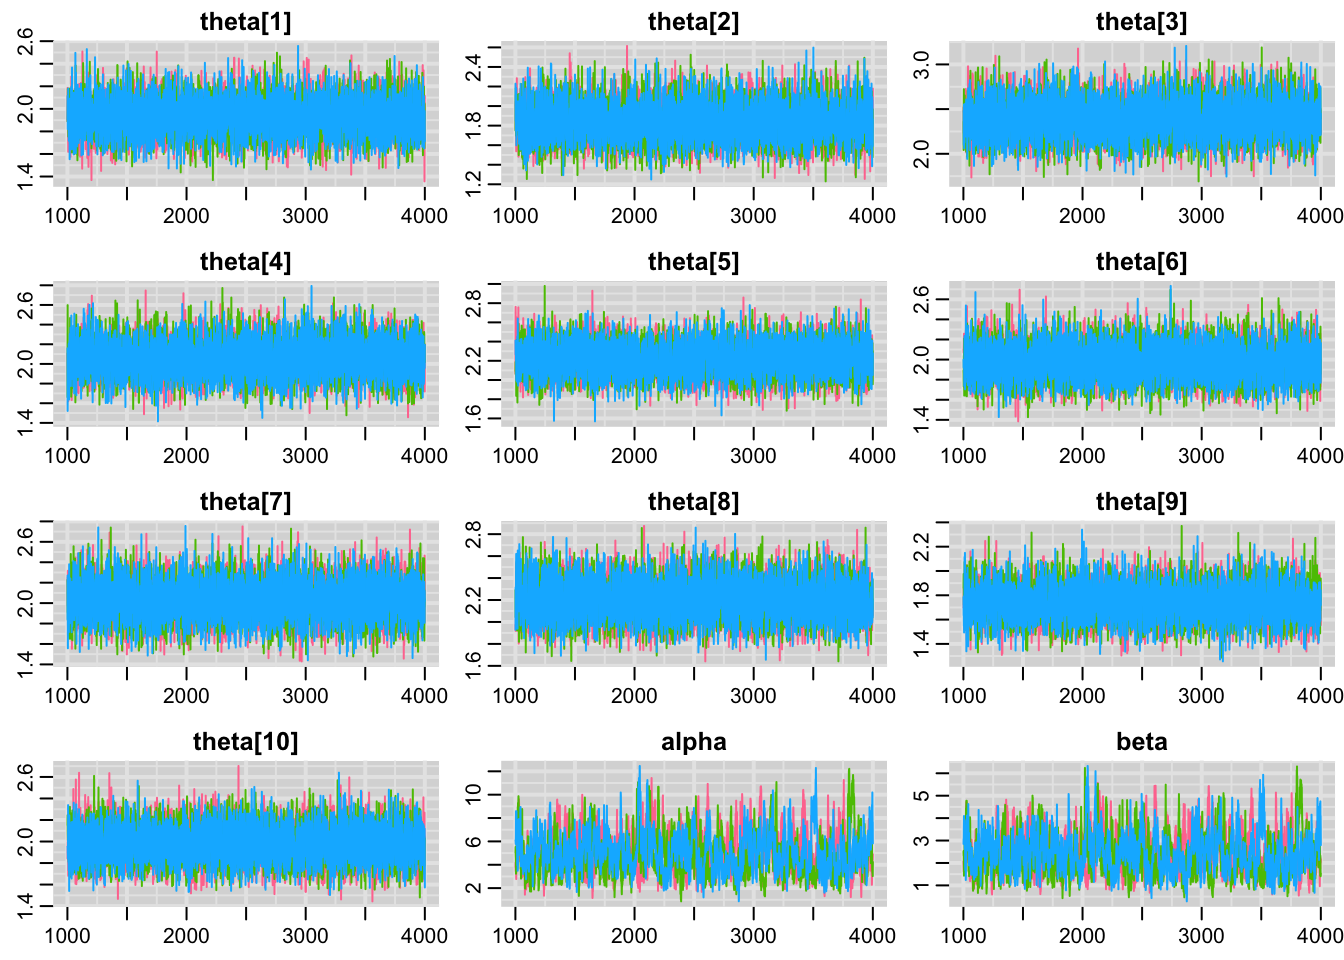 theta[1] theta[2] theta[3]
2.6 2.0 1.4
2.4 1.8 1.2
3.0 2.0
1000 2000 3000 4000 1000 2000 3000 4000 1000 2000 3000 4000
theta[4] theta[5] theta[6]
2.6 2.0 1.4
2.8 2.2 1.6
2.6 2.0 1.4
1000 2000 3000 4000 1000 2000 3000 4000 1000 2000 3000 4000
theta[7] theta[8] theta[9]
2.6 2.0 1.4
2.8 2.2 1.6
2.2 1.8 1.4
1000 2000 3000 4000 1000 2000 3000 4000 1000 2000 3000 4000
theta[10] alpha beta
2.6 2.0 1.4
10 6 2
5 3 1
1000 2000 3000 4000 1000 2000 3000 4000 1000 2000 3000 4000